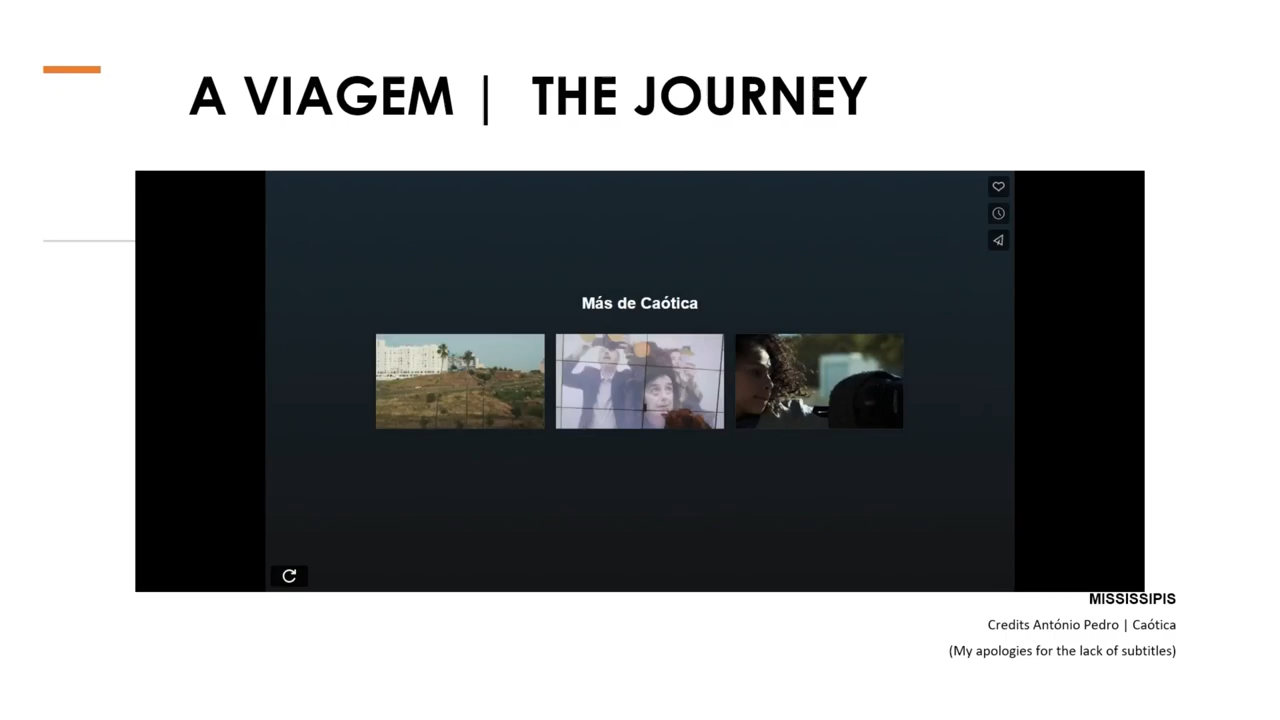 A VIAGEM | THE JOURNEY
Más de Caótica
MISSISSIPIS
Credits António Pedro | Caótica
(My apologies for the lack of subtitles)